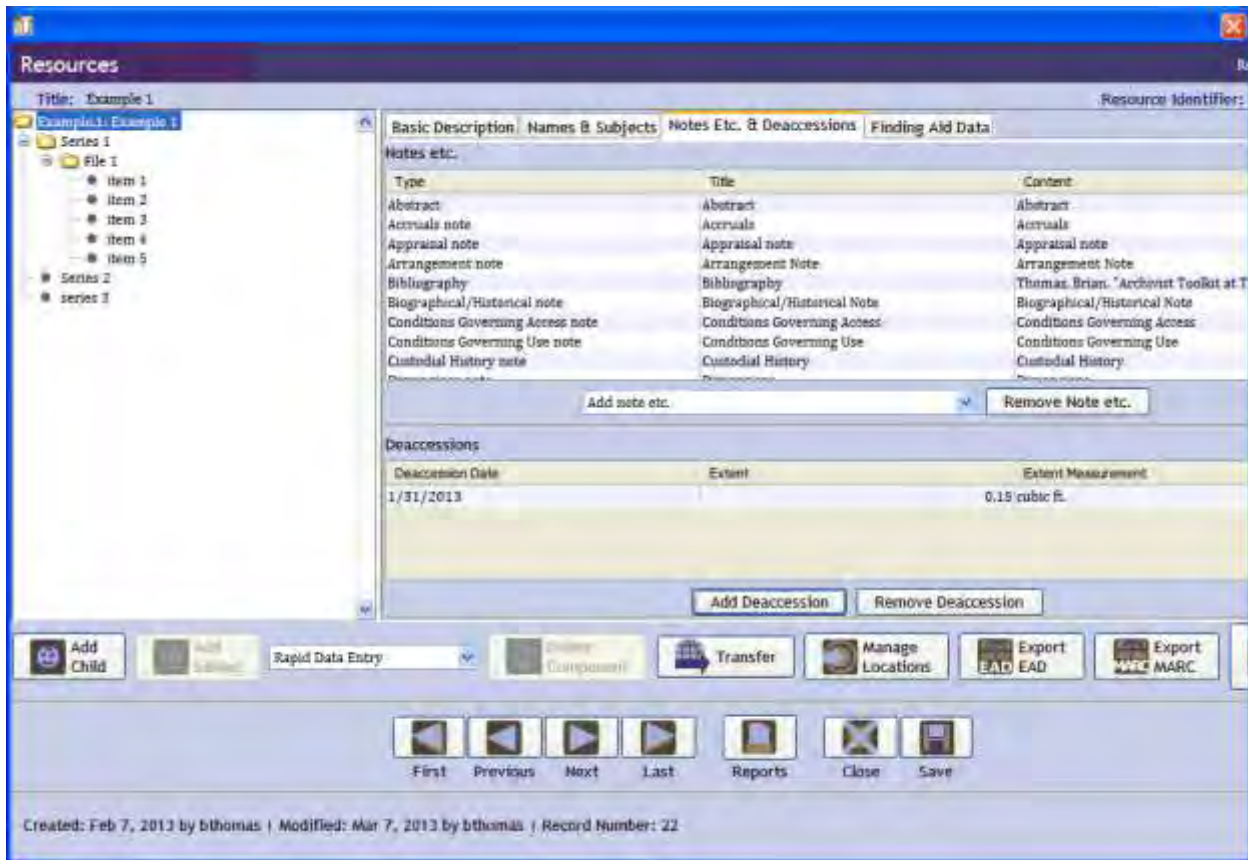 Resources
Re
Title: Example 1
Resource Identifier:
Example.1: Example 1
Series 1
File 1
item 1
item 2
item 3
item 4
item 5
Series 2
series 3
Basic Description Names & Subjects Notes Etc. & Deaccessions Finding Aid Data
Notes etc.
Type Title Content
Abstract Abstract Abstract
Accruals note Accruals Accruals
Appraisal note Appraisal note Appraisal note
Arrangement note Arrangement Note Arrangement Note
Bibliography Bibliography Thomas, Brian. "Archivist Toolkit at T
Biographical/Historical note Biographical/Historical Note Biographical/Historical Note
Conditions Governing Access note Conditions Governing Access Conditions Governing Access
Conditions Governing Use note Conditions Governing Use Conditions Governing Use
Custodial History note Custodial History Custodial History
Add note etc. Remove Note etc.
Deaccessions
Deaccession Date Extent Extent Measurement
1/31/2013 0.15 cubic ft.
Add Deaccession Remove Deaccession
Add Child
Rapid Data Entry
Component
Transfer
Manage Locations
EAD Export EAD
Export MARC
First Previous Next Last Reports Close Save
Created: Feb 7, 2013 by bthomas | Modified: Mar 7, 2013 by bthomas | Record Number: 22